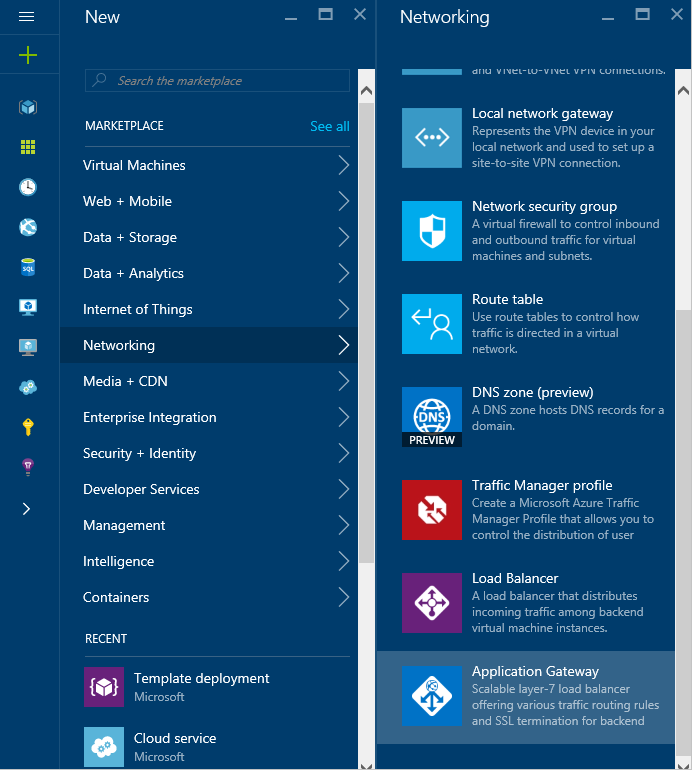 New
Search the marketplace
MARKETPLACE See all
Virtual Machines
Web + Mobile
Data + Storage
Data + Analytics
Internet of Things
Networking
Media + CDN
Enterprise Integration
Security + Identity
Developer Services
Management
Intelligence
Containers
RECENT
Template deployment
Microsoft
Cloud service
Microsoft
SQL
Networking
and VNet-to-VNet VPN connections.
Local network gateway
Represents the VPN device in your
local network and used to set up a
site-to-site VPN connection.
Network security group
A virtual firewall to control inbound
and outbound traffic for virtual
machines and subnets.
Route table
Use route tables to control how
traffic is directed in a virtual
network.
DNS
PREVIEW
DNS zone (preview)
A DNS zone hosts DNS records for a
domain.
Traffic Manager profile
Create a Microsoft Azure Traffic
Manager Profile that allows you to
control the distribution of user
Load Balancer
A load balancer that distributes
incoming traffic among backend
virtual machine instances.
Application Gateway
Scalable layer-7 load balancer
offering various traffic routing rules
and SSL termination for backend